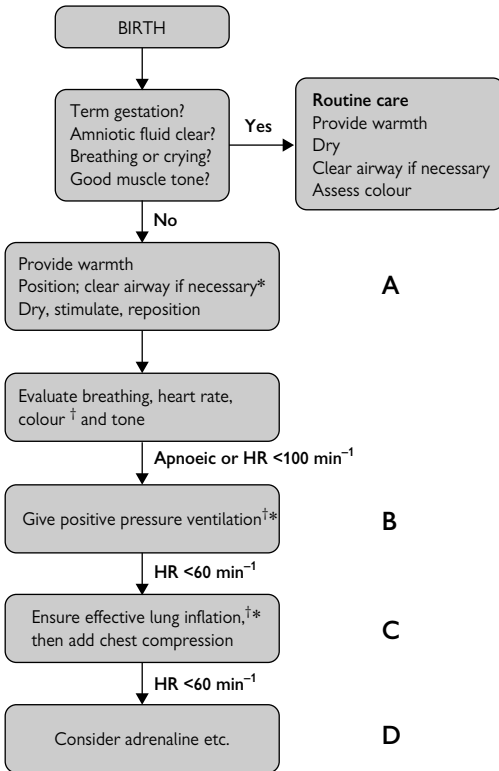 BIRTH
Term gestation?
Amniotic fluid clear?
Breathing or crying?
Good muscle tone?
Yes
Routine care
Provide warmth
Dry
Clear airway if necessary
Assess colour
No
Provide warmth
Position; clear airway if necessary*
Dry, stimulate, reposition
A
Evaluate breathing, heart rate,
colour † and tone
Apnoeic or HR <100 min⁻¹
Give positive pressure ventilation†*
B
HR <60 min⁻¹
Ensure effective lung inflation,†*
then add chest compression
C
HR <60 min⁻¹
Consider adrenaline etc.
D